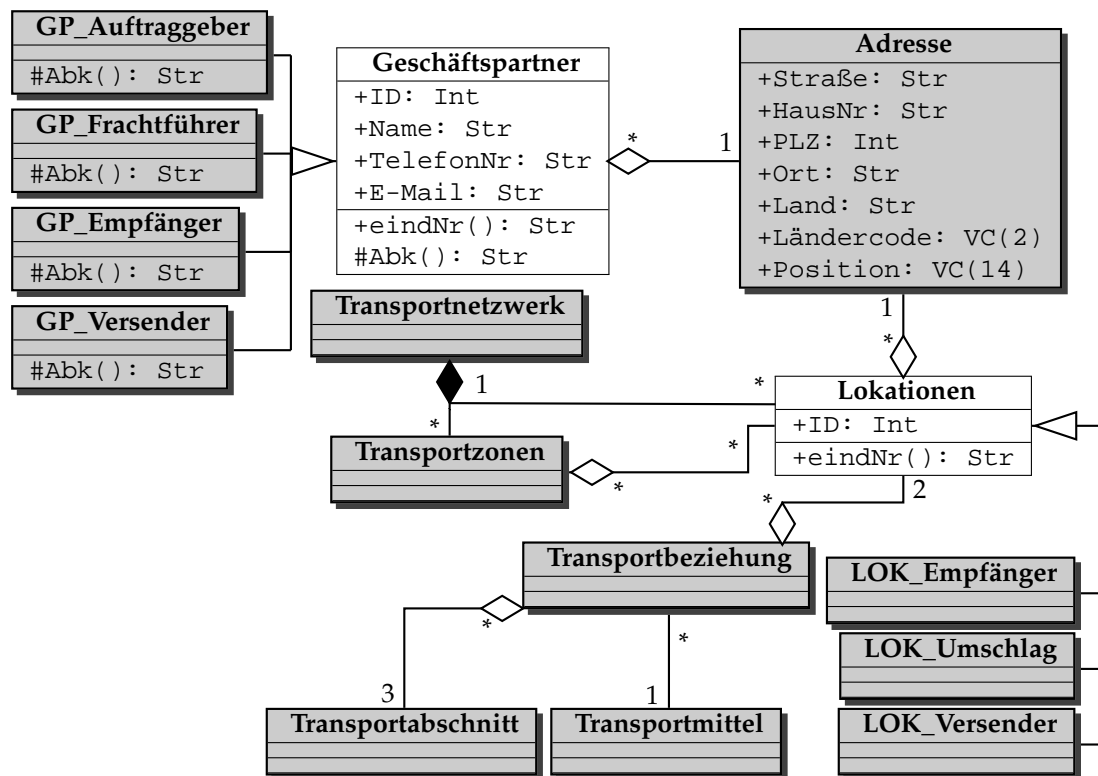 GP_Auftraggeber
#Abk(): Str
GP_Frachtführer
#Abk(): Str
GP_Empfänger
#Abk(): Str
GP_Versender
#Abk(): Str
Geschäftspartner
+ID: Int
+Name: Str
+TelefonNr: Str
+E-Mail: Str
+eindNr(): Str
#Abk(): Str
*
1
Adresse
+Straße: Str
+HausNr: Str
+PLZ: Int
+Ort: Str
+Land: Str
+Ländercode: VC(2)
+Position: VC(14)
1
*
Transportnetzwerk
1
*
*
Transportzonen
*
*
Lokationen
+ID: Int
+eindNr(): Str
2
*
Transportbeziehung
*
*
3
1
Transportabschnitt
Transportmittel
LOK_Empfänger
LOK_Umschlag
LOK_Versender